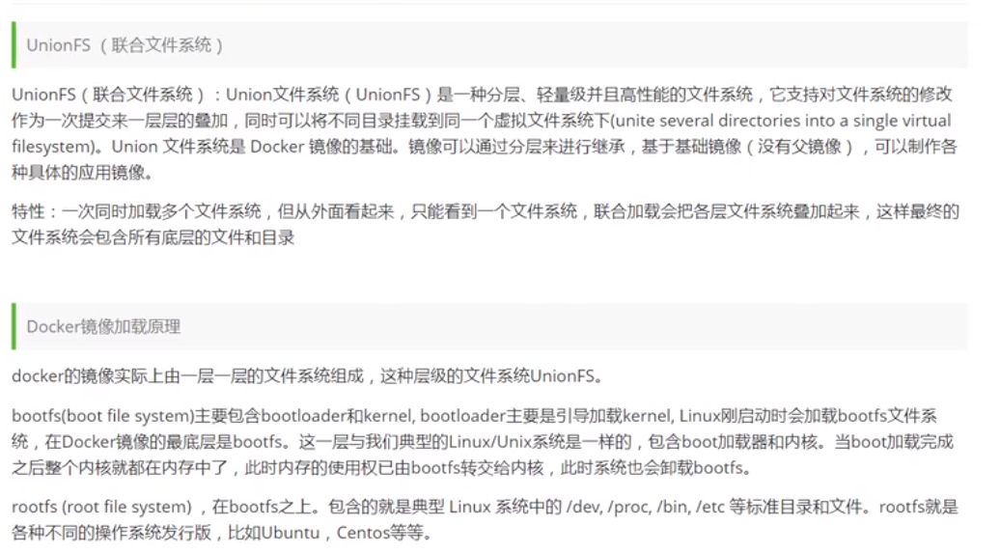 UnionFS （联合文件系统）
UnionFS（联合文件系统）：Union文件系统（UnionFS）是一种分层、轻量级并且高性能的文件系统，它支持对文件系统的修改
作为一次提交来一层层的叠加，同时可以将不同目录挂载到同一个虚拟文件系统下(unite several directories into a single virtual
filesystem)。Union 文件系统是 Docker 镜像的基础。镜像可以通过分层来进行继承，基于基础镜像（没有父镜像），可以制作各
种具体的应用镜像。
特性：一次同时加载多个文件系统，但从外面看起来，只能看到一个文件系统，联合加载会把各层文件系统叠加起来，这样最终的
文件系统会包含所有底层的文件和目录
Docker镜像加载原理
docker的镜像实际上由一层一层的文件系统组成，这种层级的文件系统UnionFS。
bootfs(boot file system)主要包含bootloader和kernel, bootloader主要是引导加载kernel, Linux刚启动时会加载bootfs文件系
统，在Docker镜像的最底层是bootfs。这一层与我们典型的Linux/Unix系统是一样的，包含boot加载器和内核。当boot加载完成
之后整个内核就都在内存中了，此时内存的使用权已由bootfs转交给内核，此时系统也会卸载bootfs。
rootfs (root file system) ，在bootfs之上。包含的就是典型 Linux 系统中的 /dev, /proc, /bin, /etc 等标准目录和文件。rootfs就是
各种不同的操作系统发行版，比如Ubuntu，Centos等等。